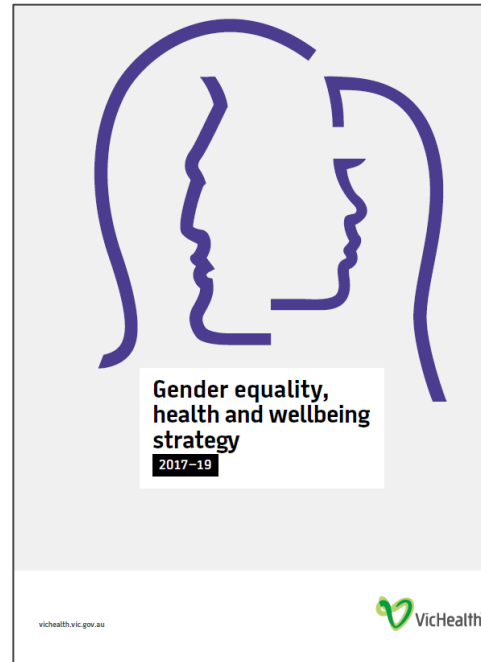 Gender equality,
health and wellbeing
strategy
2017–19
vichealth.vic.gov.au
VicHealth